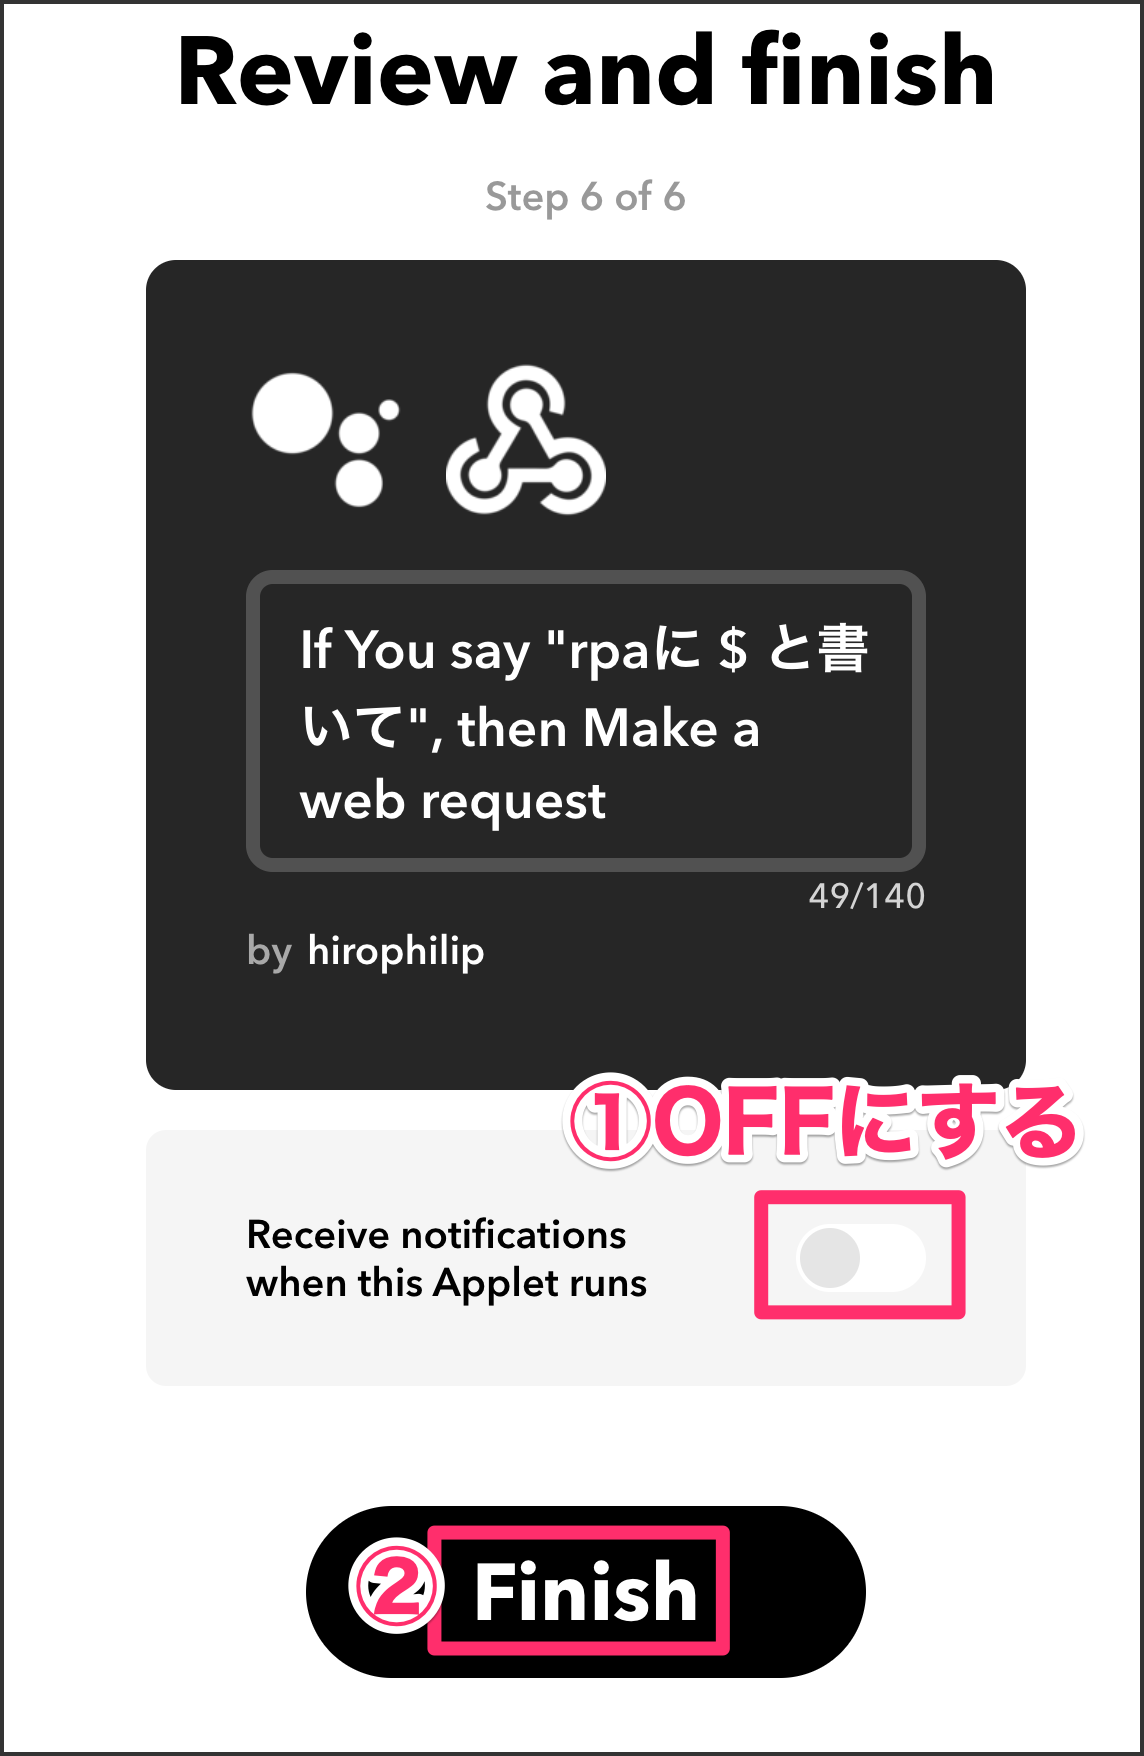 Review and finish
Step 6 of 6
If You say "rpaに $ と書
いて", then Make a
web request
49/140
by hirophilip
①OFFにする
Receive notifications
when this Applet runs
② Finish